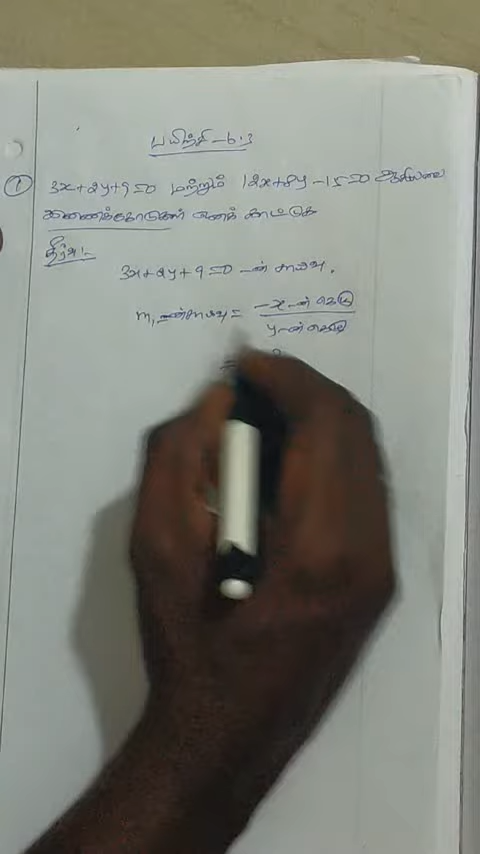 பயிற்சி - 6.3
① 3x+2y+9=0 மற்றும் 12x+8y-15=0 ஆகியவை
இணைக்கோடுகள் எனக் காட்டுக
தீர்வு:-
3x+2y+9=0 -ன் சாய்வு.
m₁ =ன்சாய்வு = -x-ன் கெழு
y-ன் கெழு
=